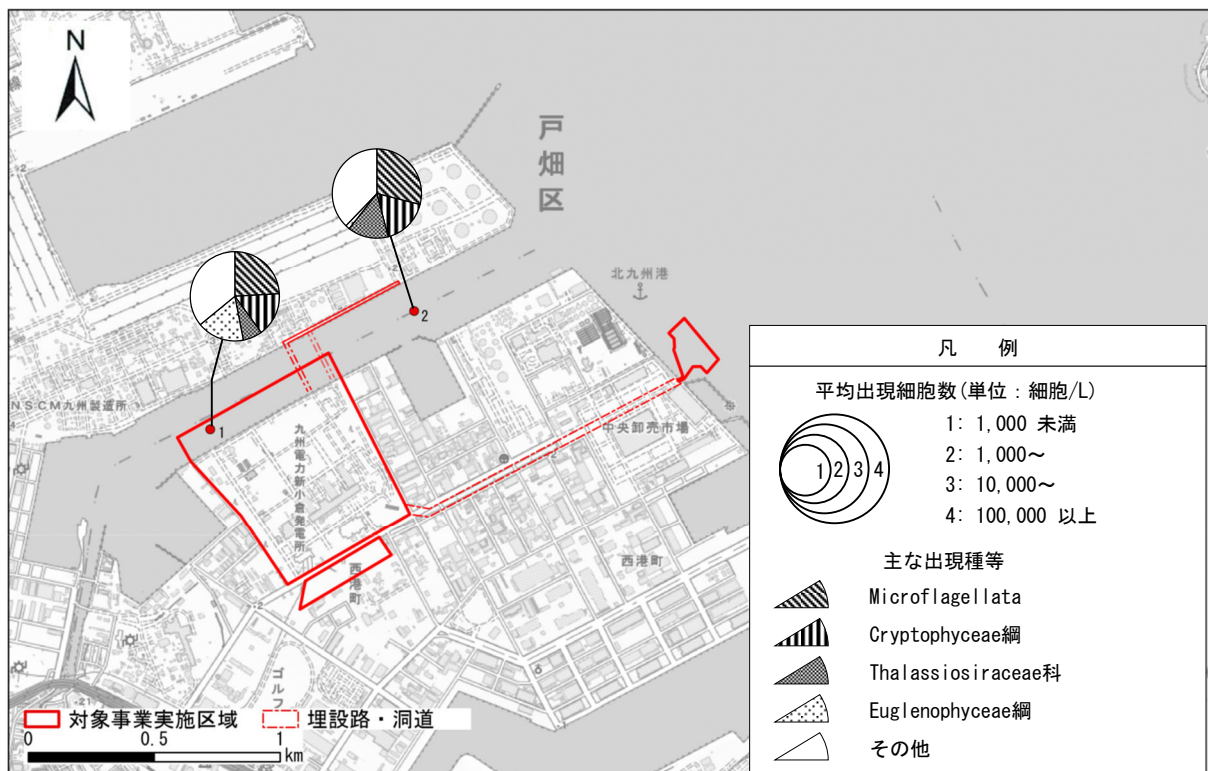 N
戸
畑
区
北九州港
2
2
2
1
NSCM九州製造所
4
九州電力新小倉発電所
中央卸売市場
2
西港町
西港町
2
6
21
ゴルフ
対象事業実施区域
埋設路・洞道
0
0.5
1
km
凡 例
平均出現細胞数(単位：細胞/L)
1 2 3 4
1: 1,000 未満
2: 1,000～
3: 10,000～
4: 100,000 以上
主な出現種等
Microflagellata
Cryptophyceae綱
Thalassiosiraceae科
Euglenophyceae綱
その他